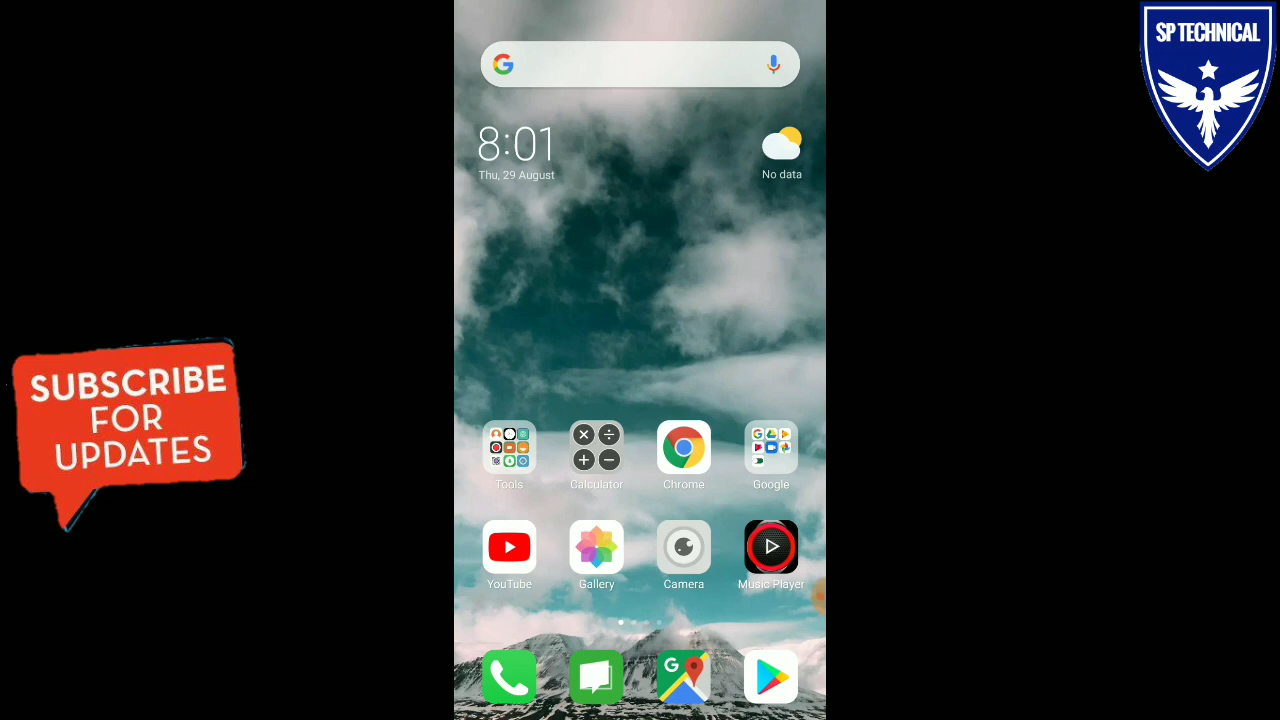 SP TECHNICAL
8:01
Thu, 29 August
No data
SUBSCRIBE
FOR
UPDATES
Tools
Calculator
Chrome
Google
YouTube
Gallery
Camera
Music Player